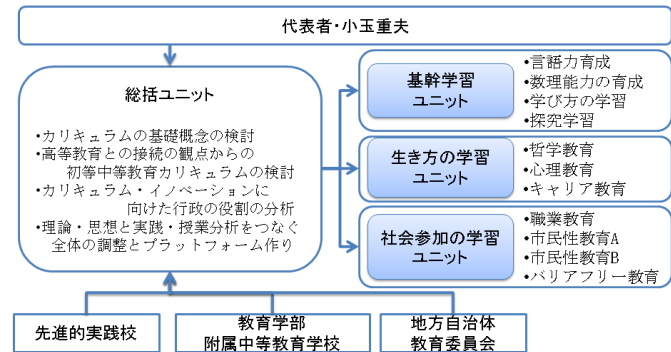 代表者・小玉重夫
総括ユニット
・カリキュラムの基礎概念の検討
・高等教育との接続の観点からの
初等中等教育カリキュラムの検討
・カリキュラム・イノベーションに
向けた行政の役割の分析
・理論・思想と実践・授業分析をつなぐ
全体の調整とプラットフォーム作り
基幹学習
ユニット
・言語力育成
・数理能力の育成
・学び方の学習
・探究学習
生き方の学習
ユニット
・哲学教育
・心理教育
・キャリア教育
社会参加の学習
ユニット
・職業教育
・市民性教育A
・市民性教育B
・バリアフリー教育
先進的実践校
教育学部
附属中等教育学校
地方自治体
教育委員会